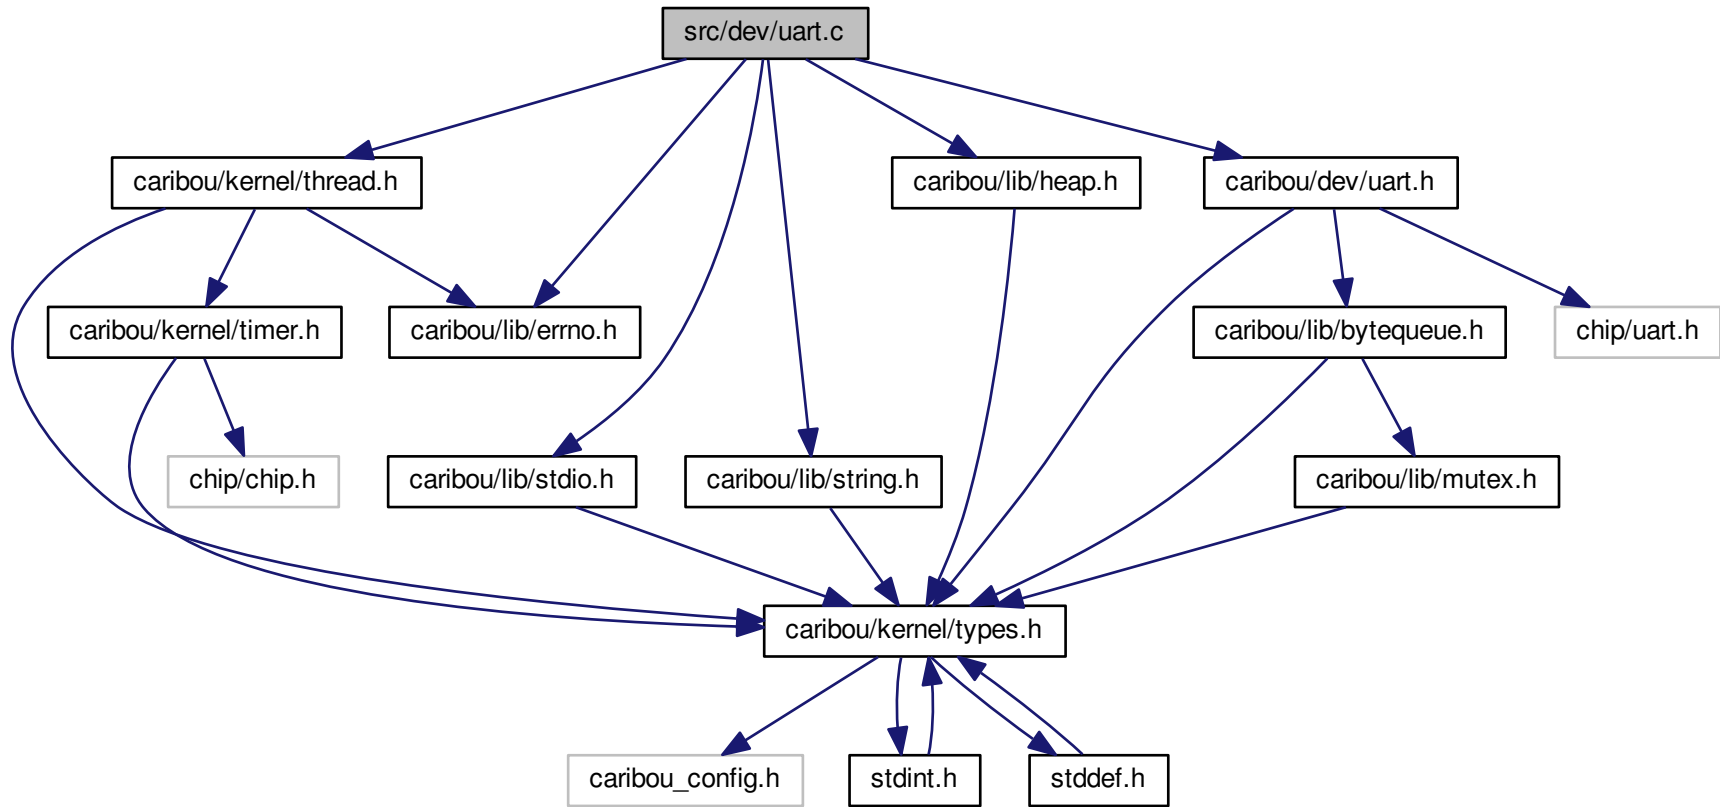 src/dev/uart.c
caribou/kernel/thread.h
caribou/lib/heap.h
caribou/dev/uart.h
caribou/kernel/timer.h
caribou/lib/errno.h
caribou/lib/bytequeue.h
chip/uart.h
chip/chip.h
caribou/lib/stdio.h
caribou/lib/string.h
caribou/lib/mutex.h
caribou/kernel/types.h
caribou_config.h
stdint.h
stddef.h